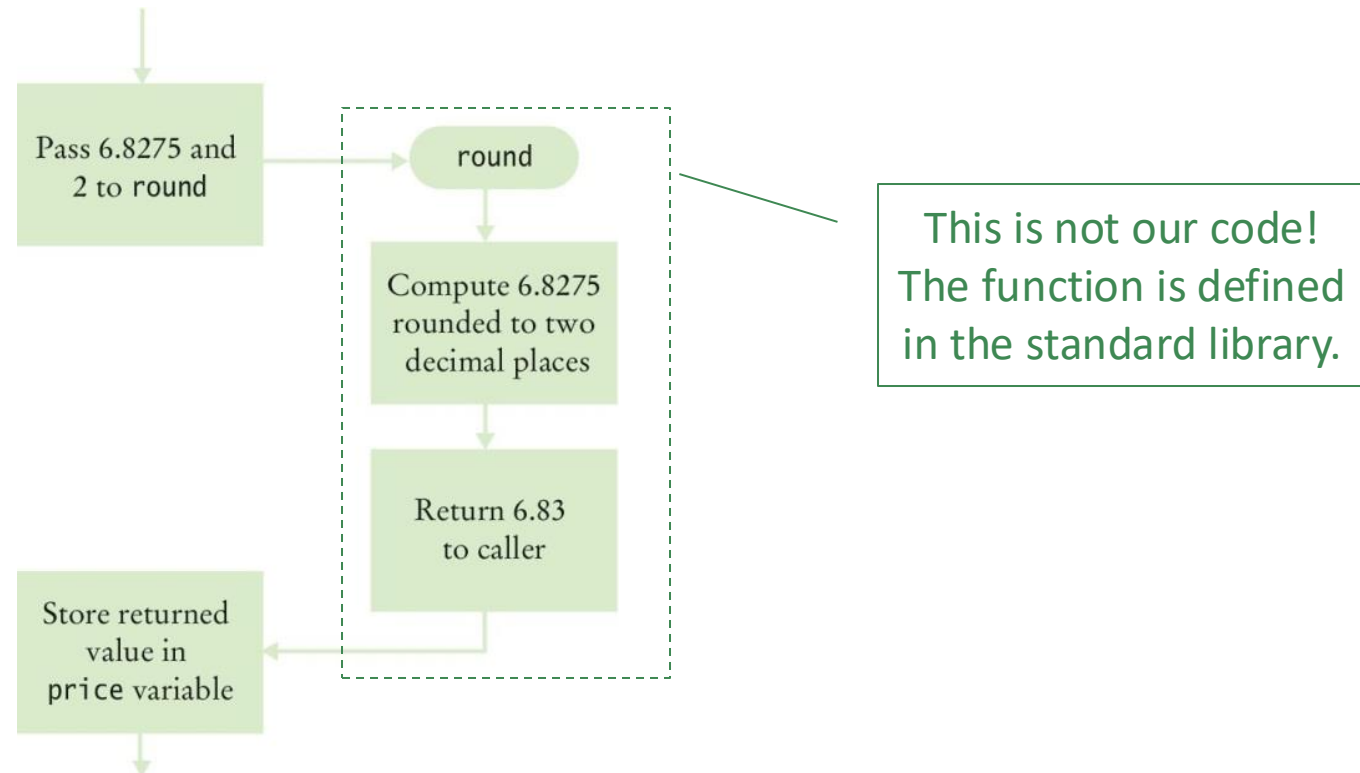 Pass 6.8275 and
2 to round
round
Compute 6.8275
rounded to two
decimal places
Return 6.83
to caller
Store returned
value in
price variable
This is not our code!
The function is defined
in the standard library.